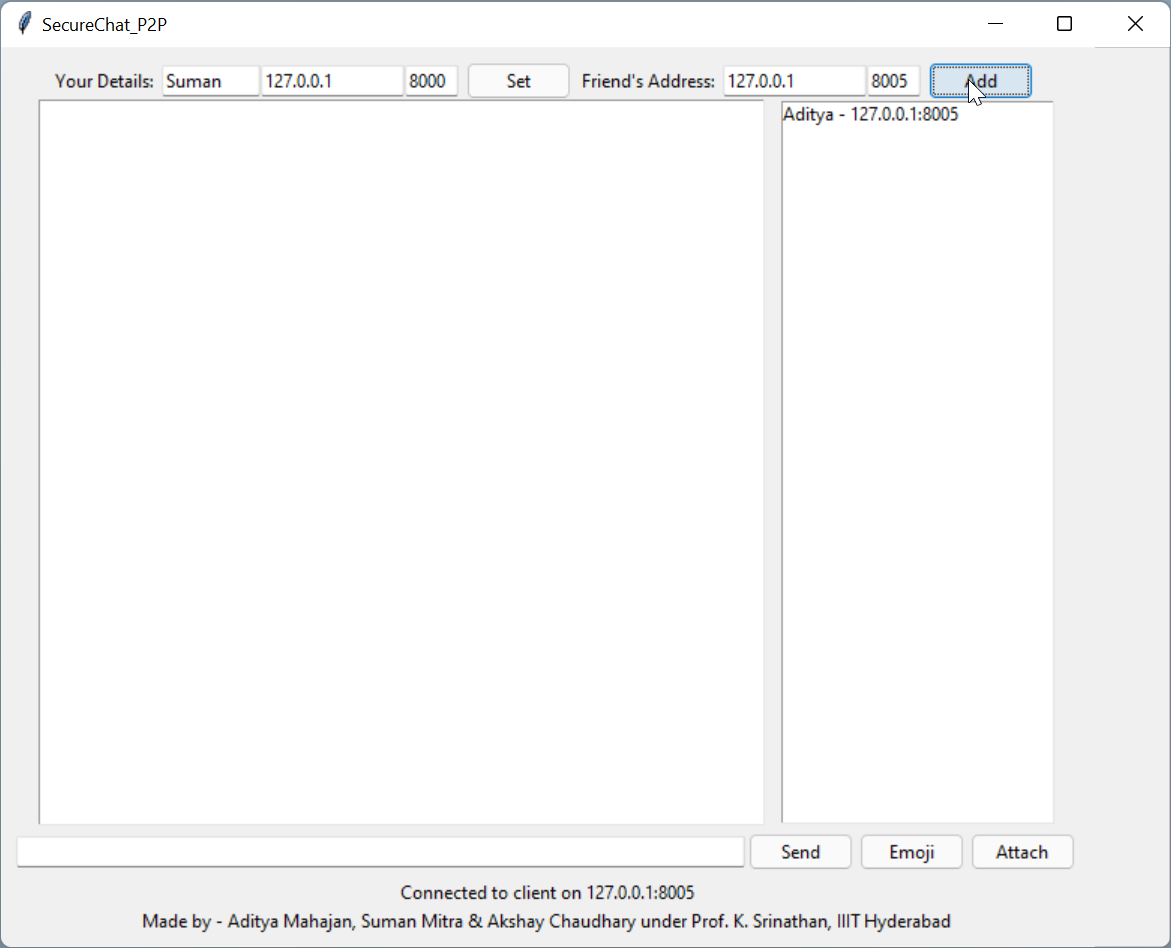 SecureChat_P2P
Your Details: Suman 127.0.0.1 8000 Set Friend's Address: 127.0.0.1 8005 Add
Aditya - 127.0.0.1:8005
Send Emoji Attach
Connected to client on 127.0.0.1:8005
Made by - Aditya Mahajan, Suman Mitra & Akshay Chaudhary under Prof. K. Srinathan, IIIT Hyderabad